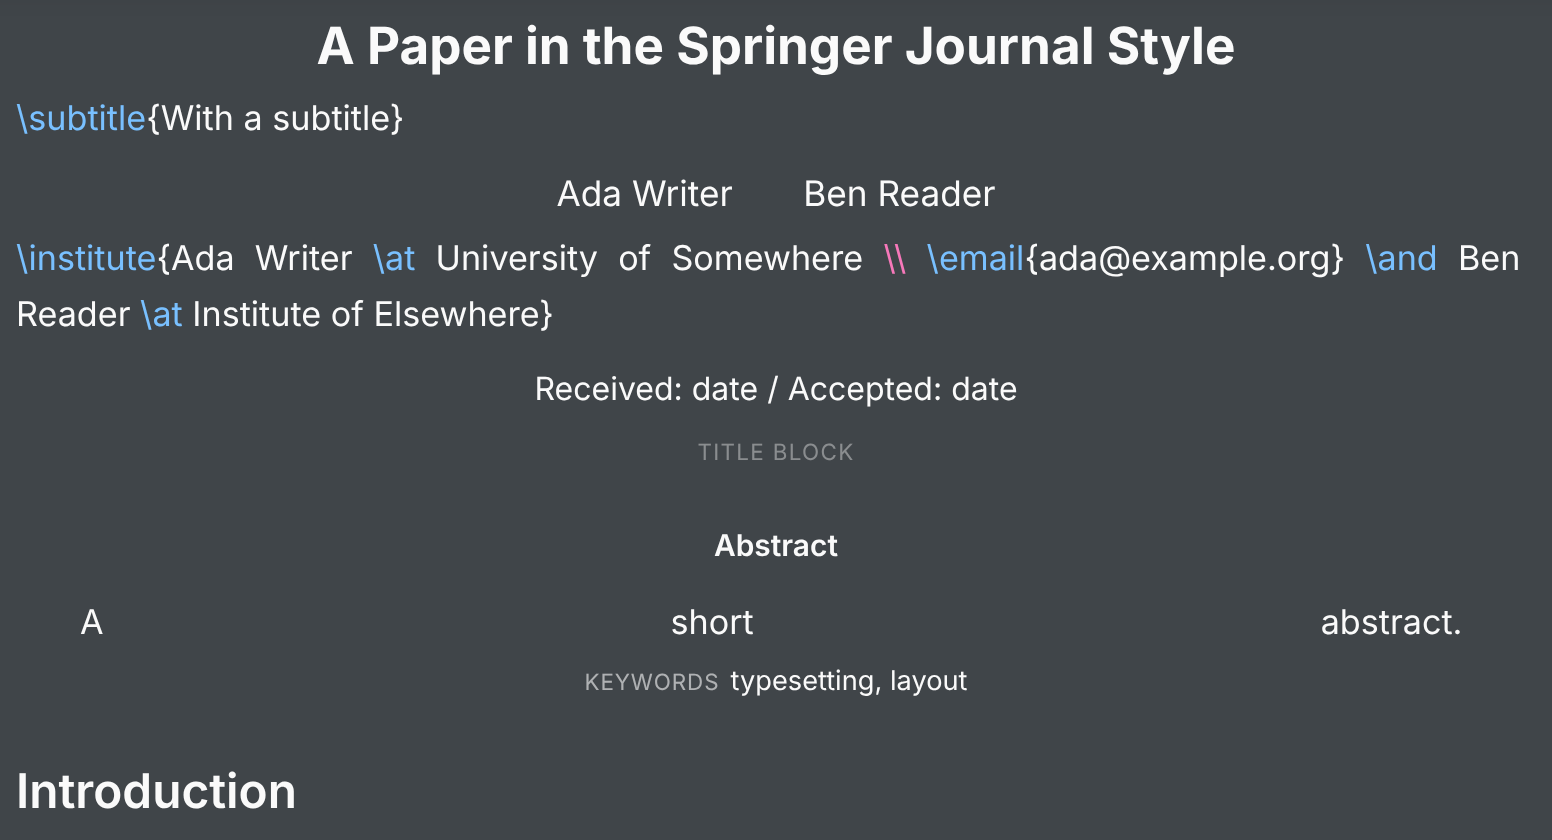 A Paper in the Springer Journal Style
\subtitle{With a subtitle}
Ada Writer Ben Reader
\institute{Ada Writer \at University of Somewhere \\ \email{ada@example.org} \and Ben
Reader \at Institute of Elsewhere}
Received: date / Accepted: date
TITLE BLOCK
Abstract
A short abstract.
KEYWORDS typesetting, layout
Introduction